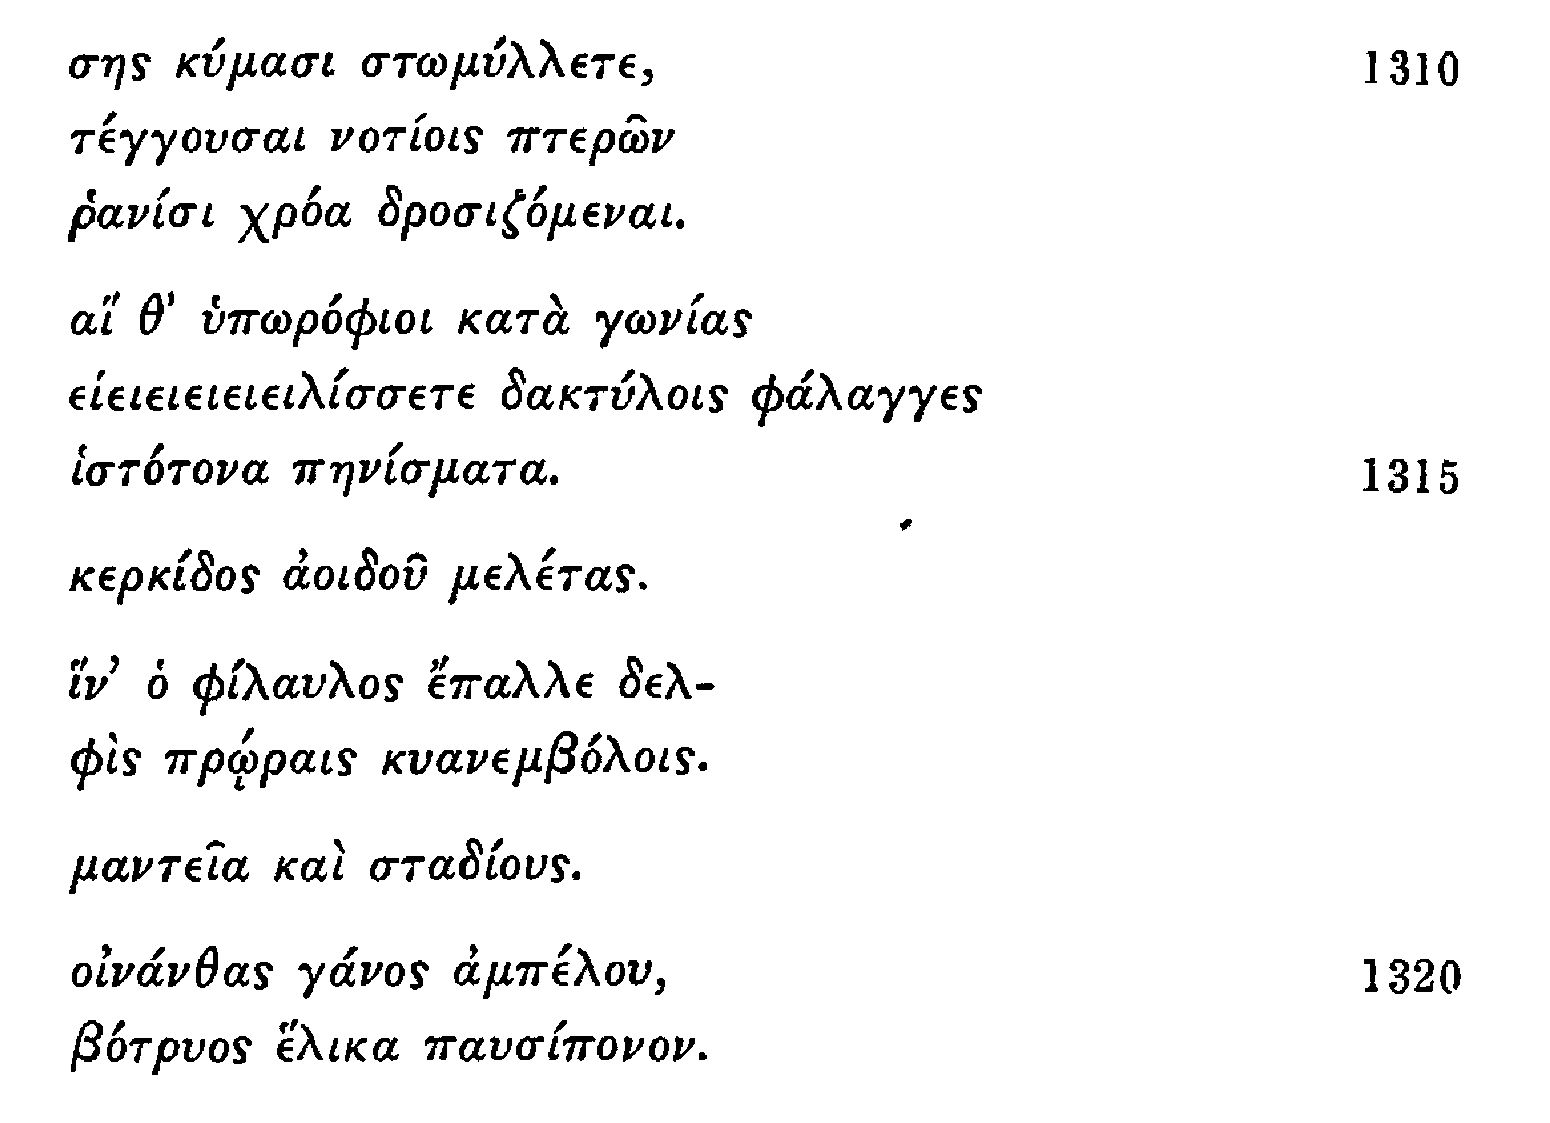 σης κύμασι στωμύλλετε, 1310
τέγγουσαι νοτίοις πτερῶν
ῥανίσι χρόα δροσιζόμεναι.
αἵ θ' ὑπωρόφιοι κατὰ γωνίας
εἱειειειειειλίσσετε δακτύλοις φάλαγγες
ἱστότονα πηνίσματα. 1315
κερκίδος ἀοιδοῦ μελέτας.
ἵν' ὁ φίλαυλος ἔπαλλε δελ-
φὶς πρῴραις κυανεμβόλοις.
μαντεῖα καὶ σταδίους.
οἰνάνθας γάνος ἀμπέλου, 1320
βότρυος ἕλικα παυσίπονον.